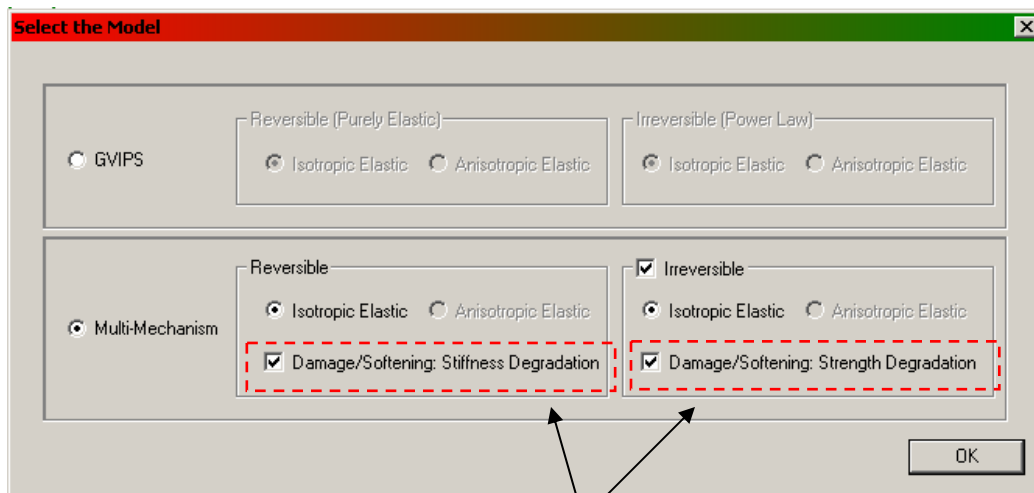 Select the Model
Reversible (Purely Elastic)
Irreversible (Power Law)
GVIPS
Isotropic Elastic
Anisotropic Elastic
Isotropic Elastic
Anisotropic Elastic
Reversible
Irreversible
Multi-Mechanism
Isotropic Elastic
Anisotropic Elastic
Isotropic Elastic
Anisotropic Elastic
Damage/Softening: Stiffness Degradation
Damage/Softening: Strength Degradation
OK